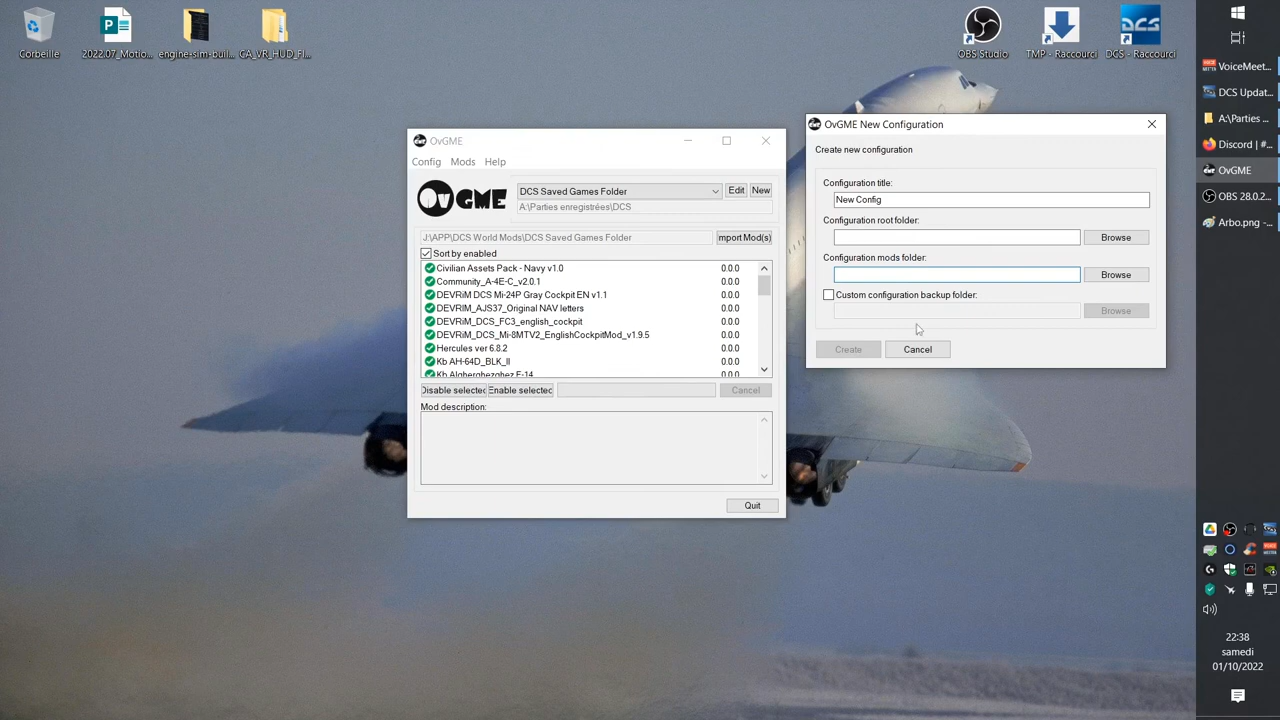 Corbeille
2022.07_Motio...
engine-sim-buil...
CA_VR_HUD_FI...
OBS Studio
TMP - Raccourci
DCS - Raccourci
OvGME
Config Mods Help
OvGME
DCS Saved Games Folder
Edit
New
A:\Parties enregistrées\DCS
J:\APP\DCS World Mods\DCS Saved Games Folder
mport Mod(s)
Sort by enabled
Civilian Assets Pack - Navy v1.0 0.0.0
Community_A-4E-C_v2.0.1 0.0.0
DEVRiM DCS Mi-24P Gray Cockpit EN v1.1 0.0.0
DEVRIM_AJS37_Original NAV letters 0.0.0
DEVRiM_DCS_FC3_english_cockpit 0.0.0
DEVRiM_DCS_Mi-8MTV2_EnglishCockpitMod_v1.9.5 0.0.0
Hercules ver 6.8.2 0.0.0
Kb AH-64D_BLK_II 0.0.0
Kb Algherghezghez F-14 0.0.0
Disable selected
Enable selected
Cancel
Mod description:
Quit
OvGME New Configuration
Create new configuration
Configuration title:
New Config
Configuration root folder:
Browse
Configuration mods folder:
Browse
Custom configuration backup folder:
Browse
Create
Cancel
VoiceMeet...
DCS Updat...
A:\Parties ...
Discord | #...
OvGME
OBS 28.0.2...
Arbo.png -...
22:38
samedi
01/10/2022